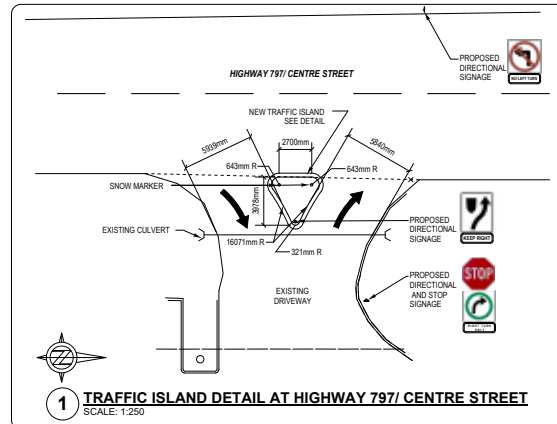 PROPOSED
DIRECTIONAL
SIGNAGE
NO LEFT TURN
HIGHWAY 797/ CENTRE STREET
NEW TRAFFIC ISLAND
SEE DETAIL
5939mm
2700mm
5840mm
643mm R
643mm R
SNOW MARKER
3978mm
EXISTING CULVERT
16071mm R
321mm R
PROPOSED
DIRECTIONAL
SIGNAGE
KEEP RIGHT
EXISTING
DRIVEWAY
PROPOSED
DIRECTIONAL
AND STOP
SIGNAGE
STOP
RIGHT TURN
ONLY
Z
1 TRAFFIC ISLAND DETAIL AT HIGHWAY 797/ CENTRE STREET
SCALE: 1:250